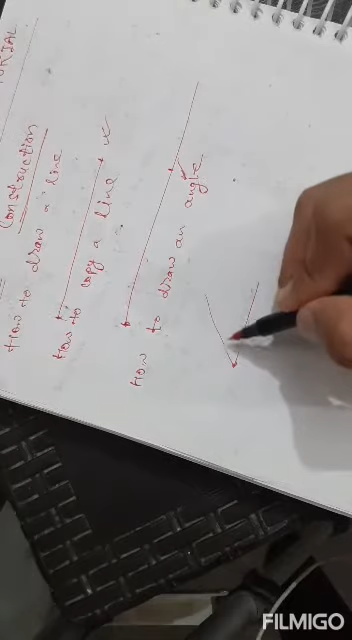 Construction
How to draw a line
How to copy a line
How to draw an angle
FILMIGO